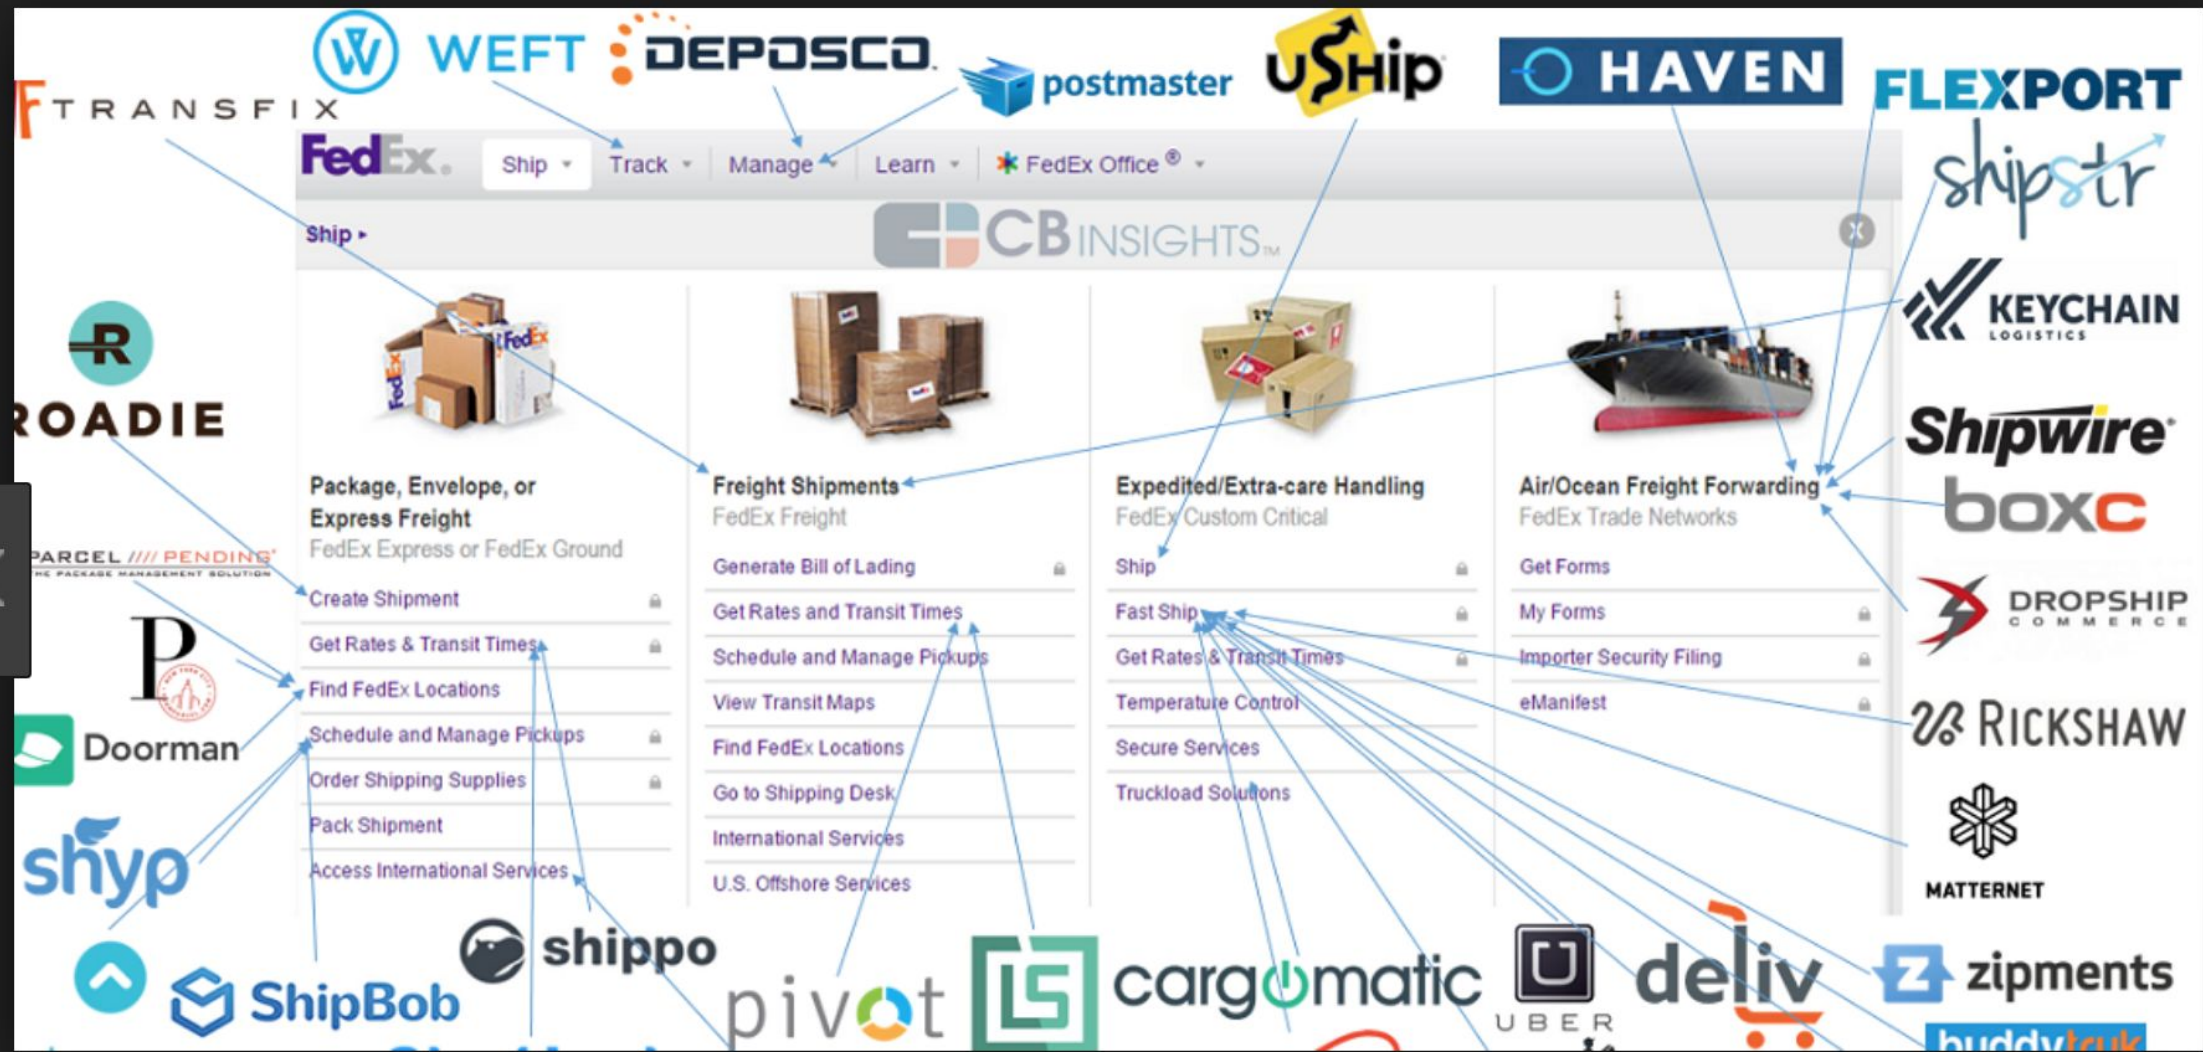 WEFT
DEPOSCO
postmaster
uShip
HAVEN
FLEXPORT
TRANSFIX
shipstr
FedEx®
Ship
Track
Manage
Learn
FedEx Office ®
Ship
CB INSIGHTS™
X
KEYCHAIN
LOGISTICS
R
ROADIE
FedEx
FedEx
Shipwire
boxc
Package, Envelope, or
Express Freight
FedEx Express or FedEx Ground
Create Shipment
Get Rates & Transit Times
Find FedEx Locations
Schedule and Manage Pickups
Order Shipping Supplies
Pack Shipment
Access International Services
Freight Shipments
FedEx Freight
Generate Bill of Lading
Get Rates and Transit Times
Schedule and Manage Pickups
View Transit Maps
Find FedEx Locations
Go to Shipping Desk
International Services
U.S. Offshore Services
Expedited/Extra-care Handling
FedEx Custom Critical
Ship
Fast Ship
Get Rates & Transit Times
Temperature Control
Secure Services
Truckload Solutions
Air/Ocean Freight Forwarding
FedEx Trade Networks
Get Forms
My Forms
Importer Security Filing
eManifest
PARCEL //// PENDING
THE PACKAGE MANAGEMENT SOLUTION
P
Doorman
shyp
DROPSHIP
COMMERCE
RICKSHAW
MATTERNET
ShipBob
shippo
pivot
LS
cargomatic
U
UBER
deliv
Z zipments
buddytruk